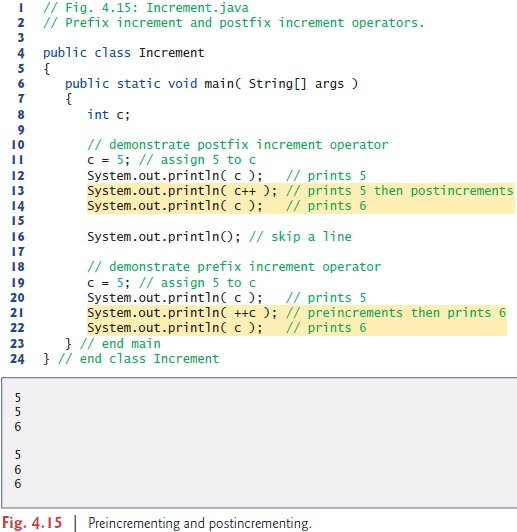 1 // Fig. 4.15: Increment.java
2 // Prefix increment and postfix increment operators.
3
4 public class Increment
5 {
6 public static void main( String[] args )
7 {
8 int c;
9
10 // demonstrate postfix increment operator
11 c = 5; // assign 5 to c
12 System.out.println( c ); // prints 5
13 System.out.println( c++ ); // prints 5 then postincrements
14 System.out.println( c ); // prints 6
15
16 System.out.println(); // skip a line
17
18 // demonstrate prefix increment operator
19 c = 5; // assign 5 to c
20 System.out.println( c ); // prints 5
21 System.out.println( ++c ); // preincrements then prints 6
22 System.out.println( c ); // prints 6
23 } // end main
24 } // end class Increment
5
5
6
5
6
6
Fig. 4.15 | Preincrementing and postincrementing.